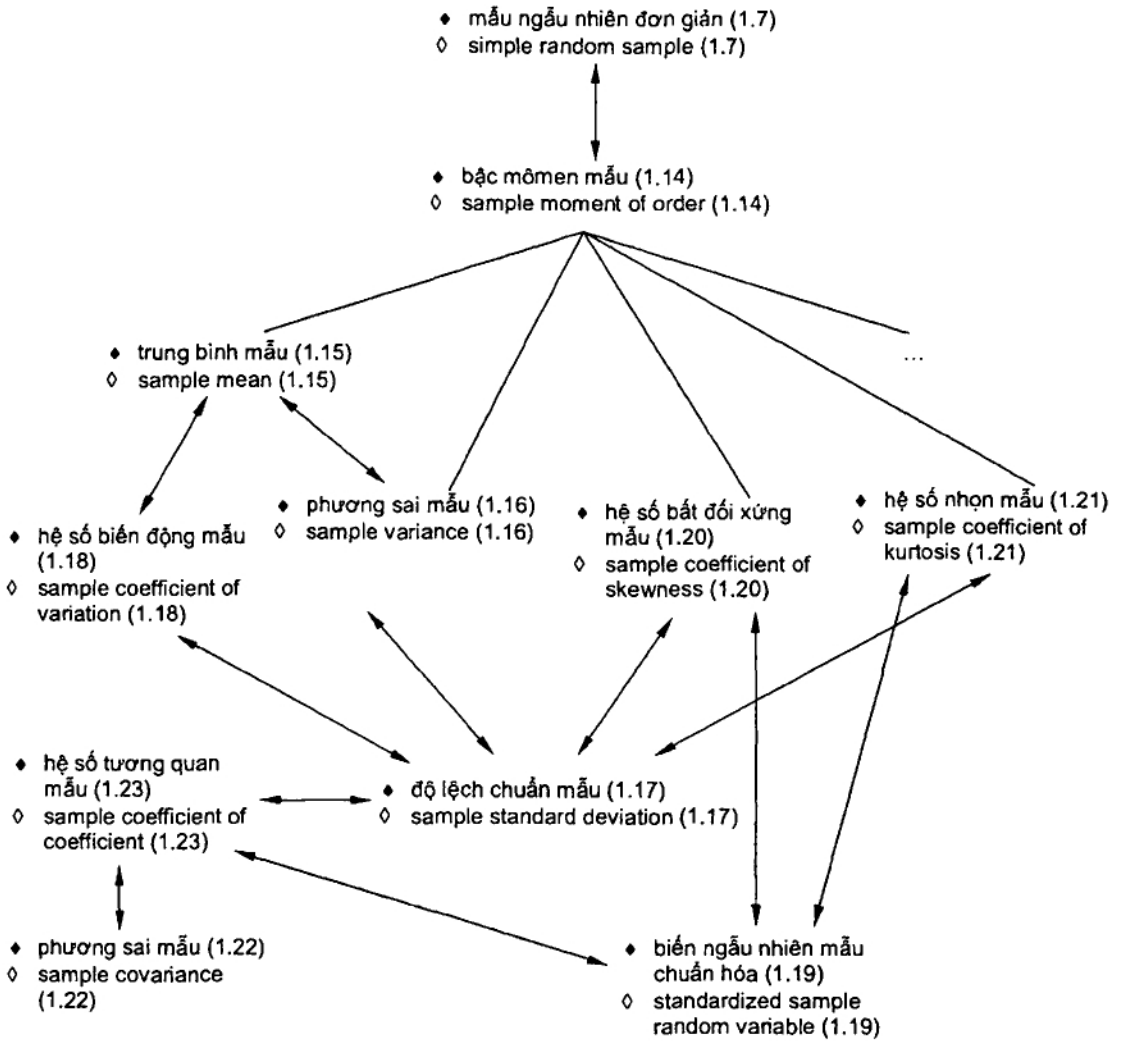 ♦ mẫu ngẫu nhiên đơn giản (1.7)
◊ simple random sample (1.7)
♦ bậc mômen mẫu (1.14)
◊ sample moment of order (1.14)
♦ trung bình mẫu (1.15)
◊ sample mean (1.15)
...
♦ phương sai mẫu (1.16)
◊ sample variance (1.16)
♦ hệ số bất đối xứng
mẫu (1.20)
◊ sample coefficient of
skewness (1.20)
♦ hệ số nhọn mẫu (1.21)
◊ sample coefficient of
kurtosis (1.21)
♦ hệ số biến động mẫu
(1.18)
◊ sample coefficient of
variation (1.18)
♦ hệ số tương quan
mẫu (1.23)
◊ sample coefficient of
coefficient (1.23)
♦ độ lệch chuẩn mẫu (1.17)
◊ sample standard deviation (1.17)
♦ phương sai mẫu (1.22)
◊ sample covariance
(1.22)
♦ biến ngẫu nhiên mẫu
chuẩn hóa (1.19)
◊ standardized sample
random variable (1.19)